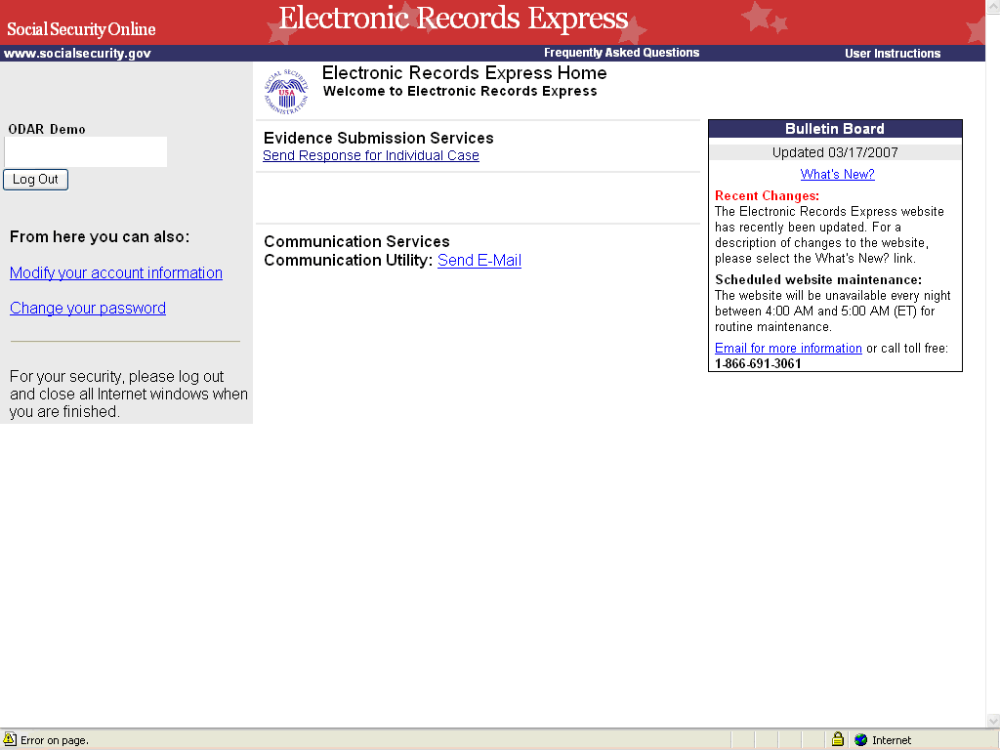 Social Security Online
Electronic Records Express
www.socialsecurity.gov
Frequently Asked Questions
User Instructions
ODAR Demo
Log Out
From here you can also:
Modify your account information
Change your password
For your security, please log out
and close all Internet windows when
you are finished.
SOCIAL SECURITY ADMINISTRATION
USA
Electronic Records Express Home
Welcome to Electronic Records Express
Evidence Submission Services
Send Response for Individual Case
Communication Services
Communication Utility: Send E-Mail
Bulletin Board
Updated 03/17/2007
What's New?
Recent Changes:
The Electronic Records Express website
has recently been updated. For a
description of changes to the website,
please select the What's New? link.
Scheduled website maintenance:
The website will be unavailable every night
between 4:00 AM and 5:00 AM (ET) for
routine maintenance.
Email for more information or call toll free:
1-866-691-3061
Error on page.
Internet